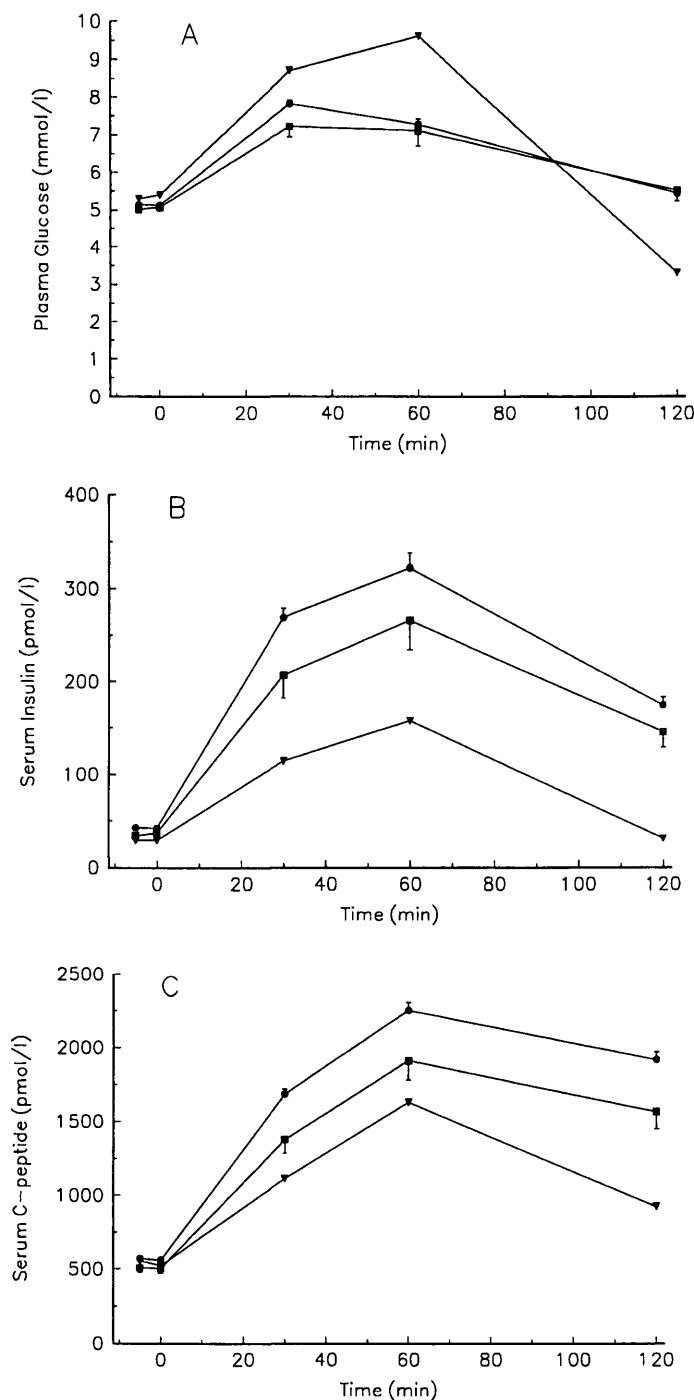 A
10
9
8
7
6
5
4
3
2
1
0
Plasma Glucose (mmol/l)
0 20 40 60 80 100 120
Time (min)
B
400
300
200
100
0
Serum Insulin (pmol/l)
0 20 40 60 80 100 120
Time (min)
C
2500
2000
1500
1000
500
0
Serum C-peptide (pmol/l)
0 20 40 60 80 100 120
Time (min)